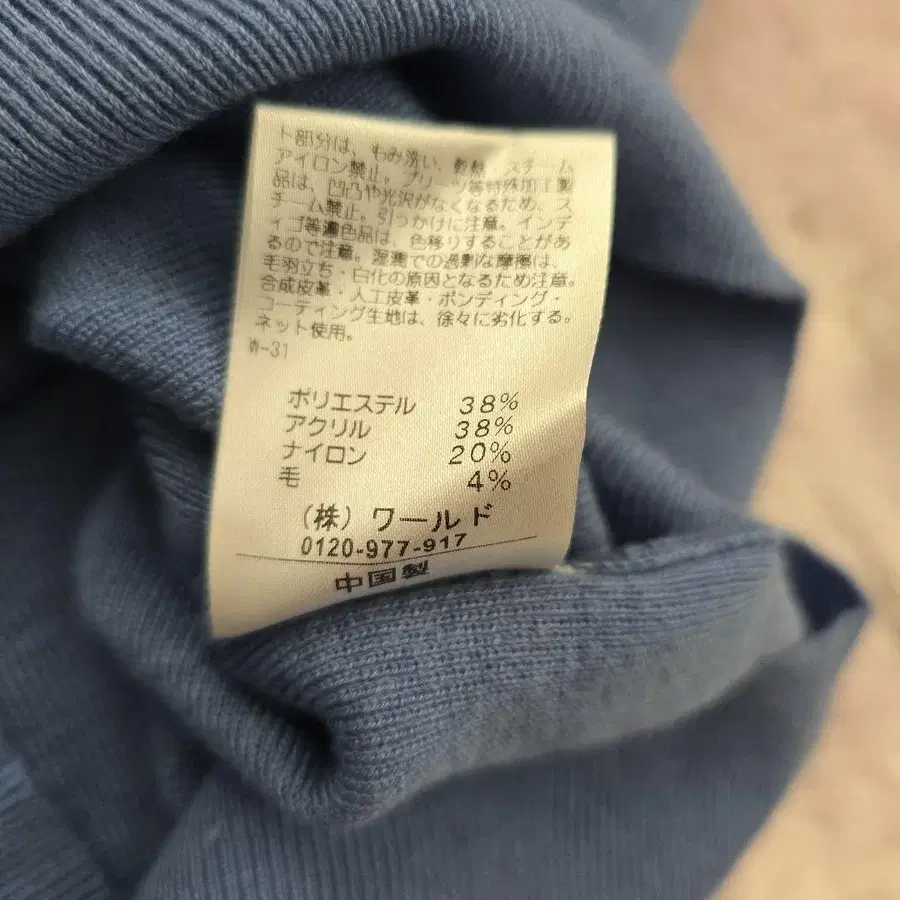 ト部分は、もみ洗い、乾燥、スチーム
アイロン禁止。プリーツ等特殊加工製
品は、凹凸や光沢がなくなるため、ス
チーム禁止。引っかけに注意。インデ
ィゴ等濃色品は、色移りすることがあ
るので注意。湿潤での過剰な摩擦は、
毛羽立ち・白化の原因となるため注意。
合成皮革・人工皮革・ボンディング・
コーティング生地は、徐々に劣化する。
ネット使用。
-31
ポリエステル 38%
アクリル 38%
ナイロン 20%
毛 4%
(株) ワールド
0120-977-917
中国製